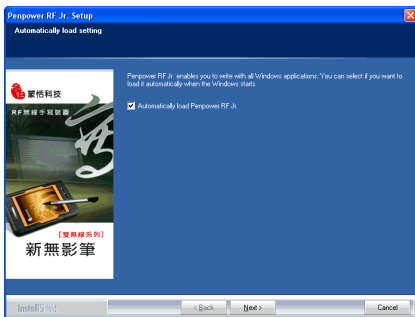 Penpower RF Jr. Setup
Automatically load setting
Penpower RF Jr. enables you to write with all Windows applications. You can select if you want to
load it automatically when the Windows starts.
Automatically load Penpower RF Jr.
蒙恬科技
RF無線手寫裝置
[雙無線系列]
新無影筆
InstallShield
< Back
Next >
Cancel